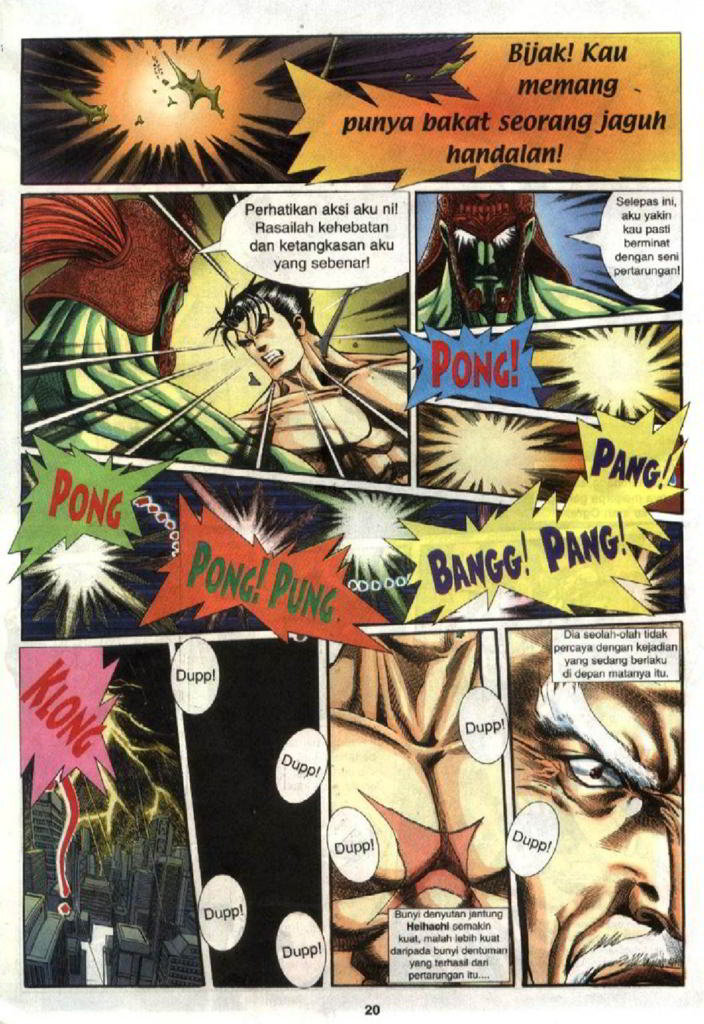 Bijak! Kau
memang
punya bakat seorang jaguh
handalan!
Perhatikan aksi aku ni!
Rasailah kehebatan
dan ketangkasan aku
yang sebenar!
Selepas ini,
aku yakin
kau pasti
berminat
dengan seni
pertarungan!
PONG!
PANG!
PONG
PONG! PUNG
BANGG! PANG!
KLONG
Dupp!
Dupp!
Dupp!
Dupp!
Dupp!
Dupp!
Bunyi denyutan jantung
Heihachi semakin
kuat, malah lebih kuat
daripada bunyi dentuman
yang terhasil dari
pertarungan itu....
Dia seolah-olah tidak
percaya dengan kejadian
yang sedang berlaku
di depan matanya itu.
Dupp!
20